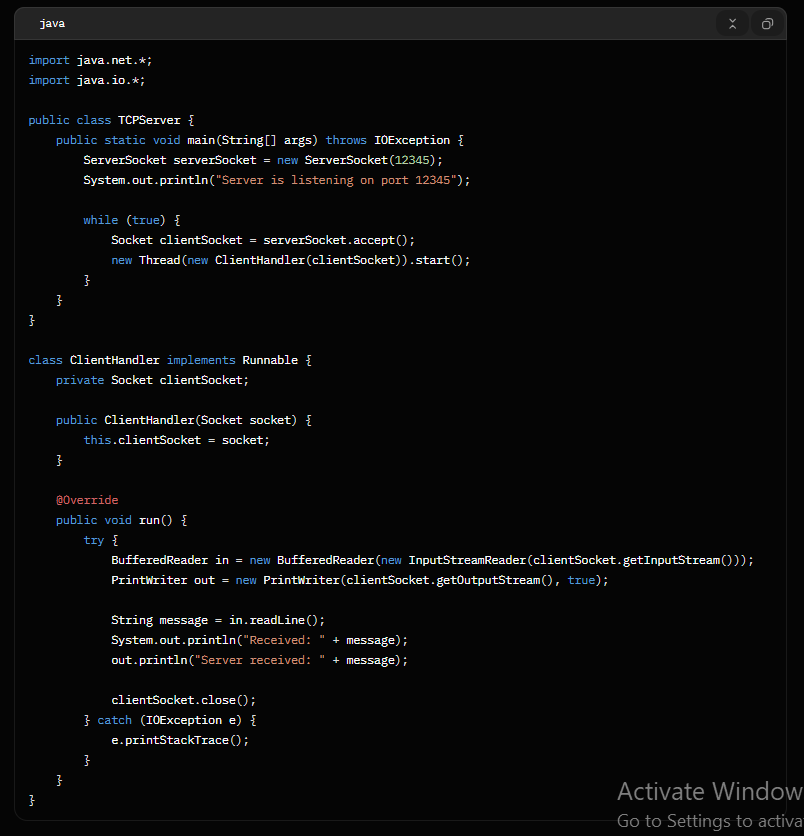 java
import java.net.*;
import java.io.*;
public class TCPServer {
public static void main(String[] args) throws IOException {
ServerSocket serverSocket = new ServerSocket(12345);
System.out.println("Server is listening on port 12345");
while (true) {
Socket clientSocket = serverSocket.accept();
new Thread(new ClientHandler(clientSocket)).start();
}
}
}
class ClientHandler implements Runnable {
private Socket clientSocket;
public ClientHandler(Socket socket) {
this.clientSocket = socket;
}
@Override
public void run() {
try {
BufferedReader in = new BufferedReader(new InputStreamReader(clientSocket.getInputStream()));
PrintWriter out = new PrintWriter(clientSocket.getOutputStream(), true);
String message = in.readLine();
System.out.println("Received: " + message);
out.println("Server received: " + message);
clientSocket.close();
} catch (IOException e) {
e.printStackTrace();
}
}
}
Activate Window
Go to Settings to activa